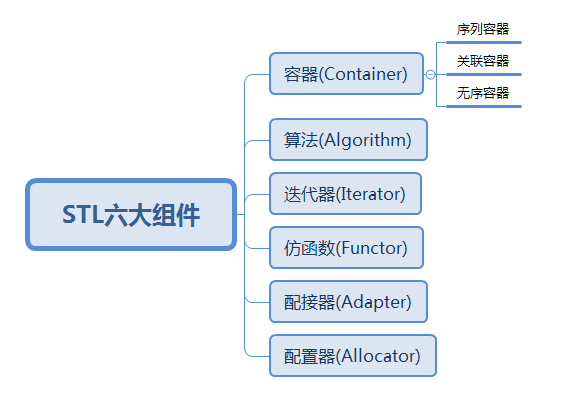 STL六大组件
容器(Container)
序列容器
关联容器
无序容器
算法(Algorithm)
迭代器(Iterator)
仿函数(Functor)
配接器(Adapter)
配置器(Allocator)